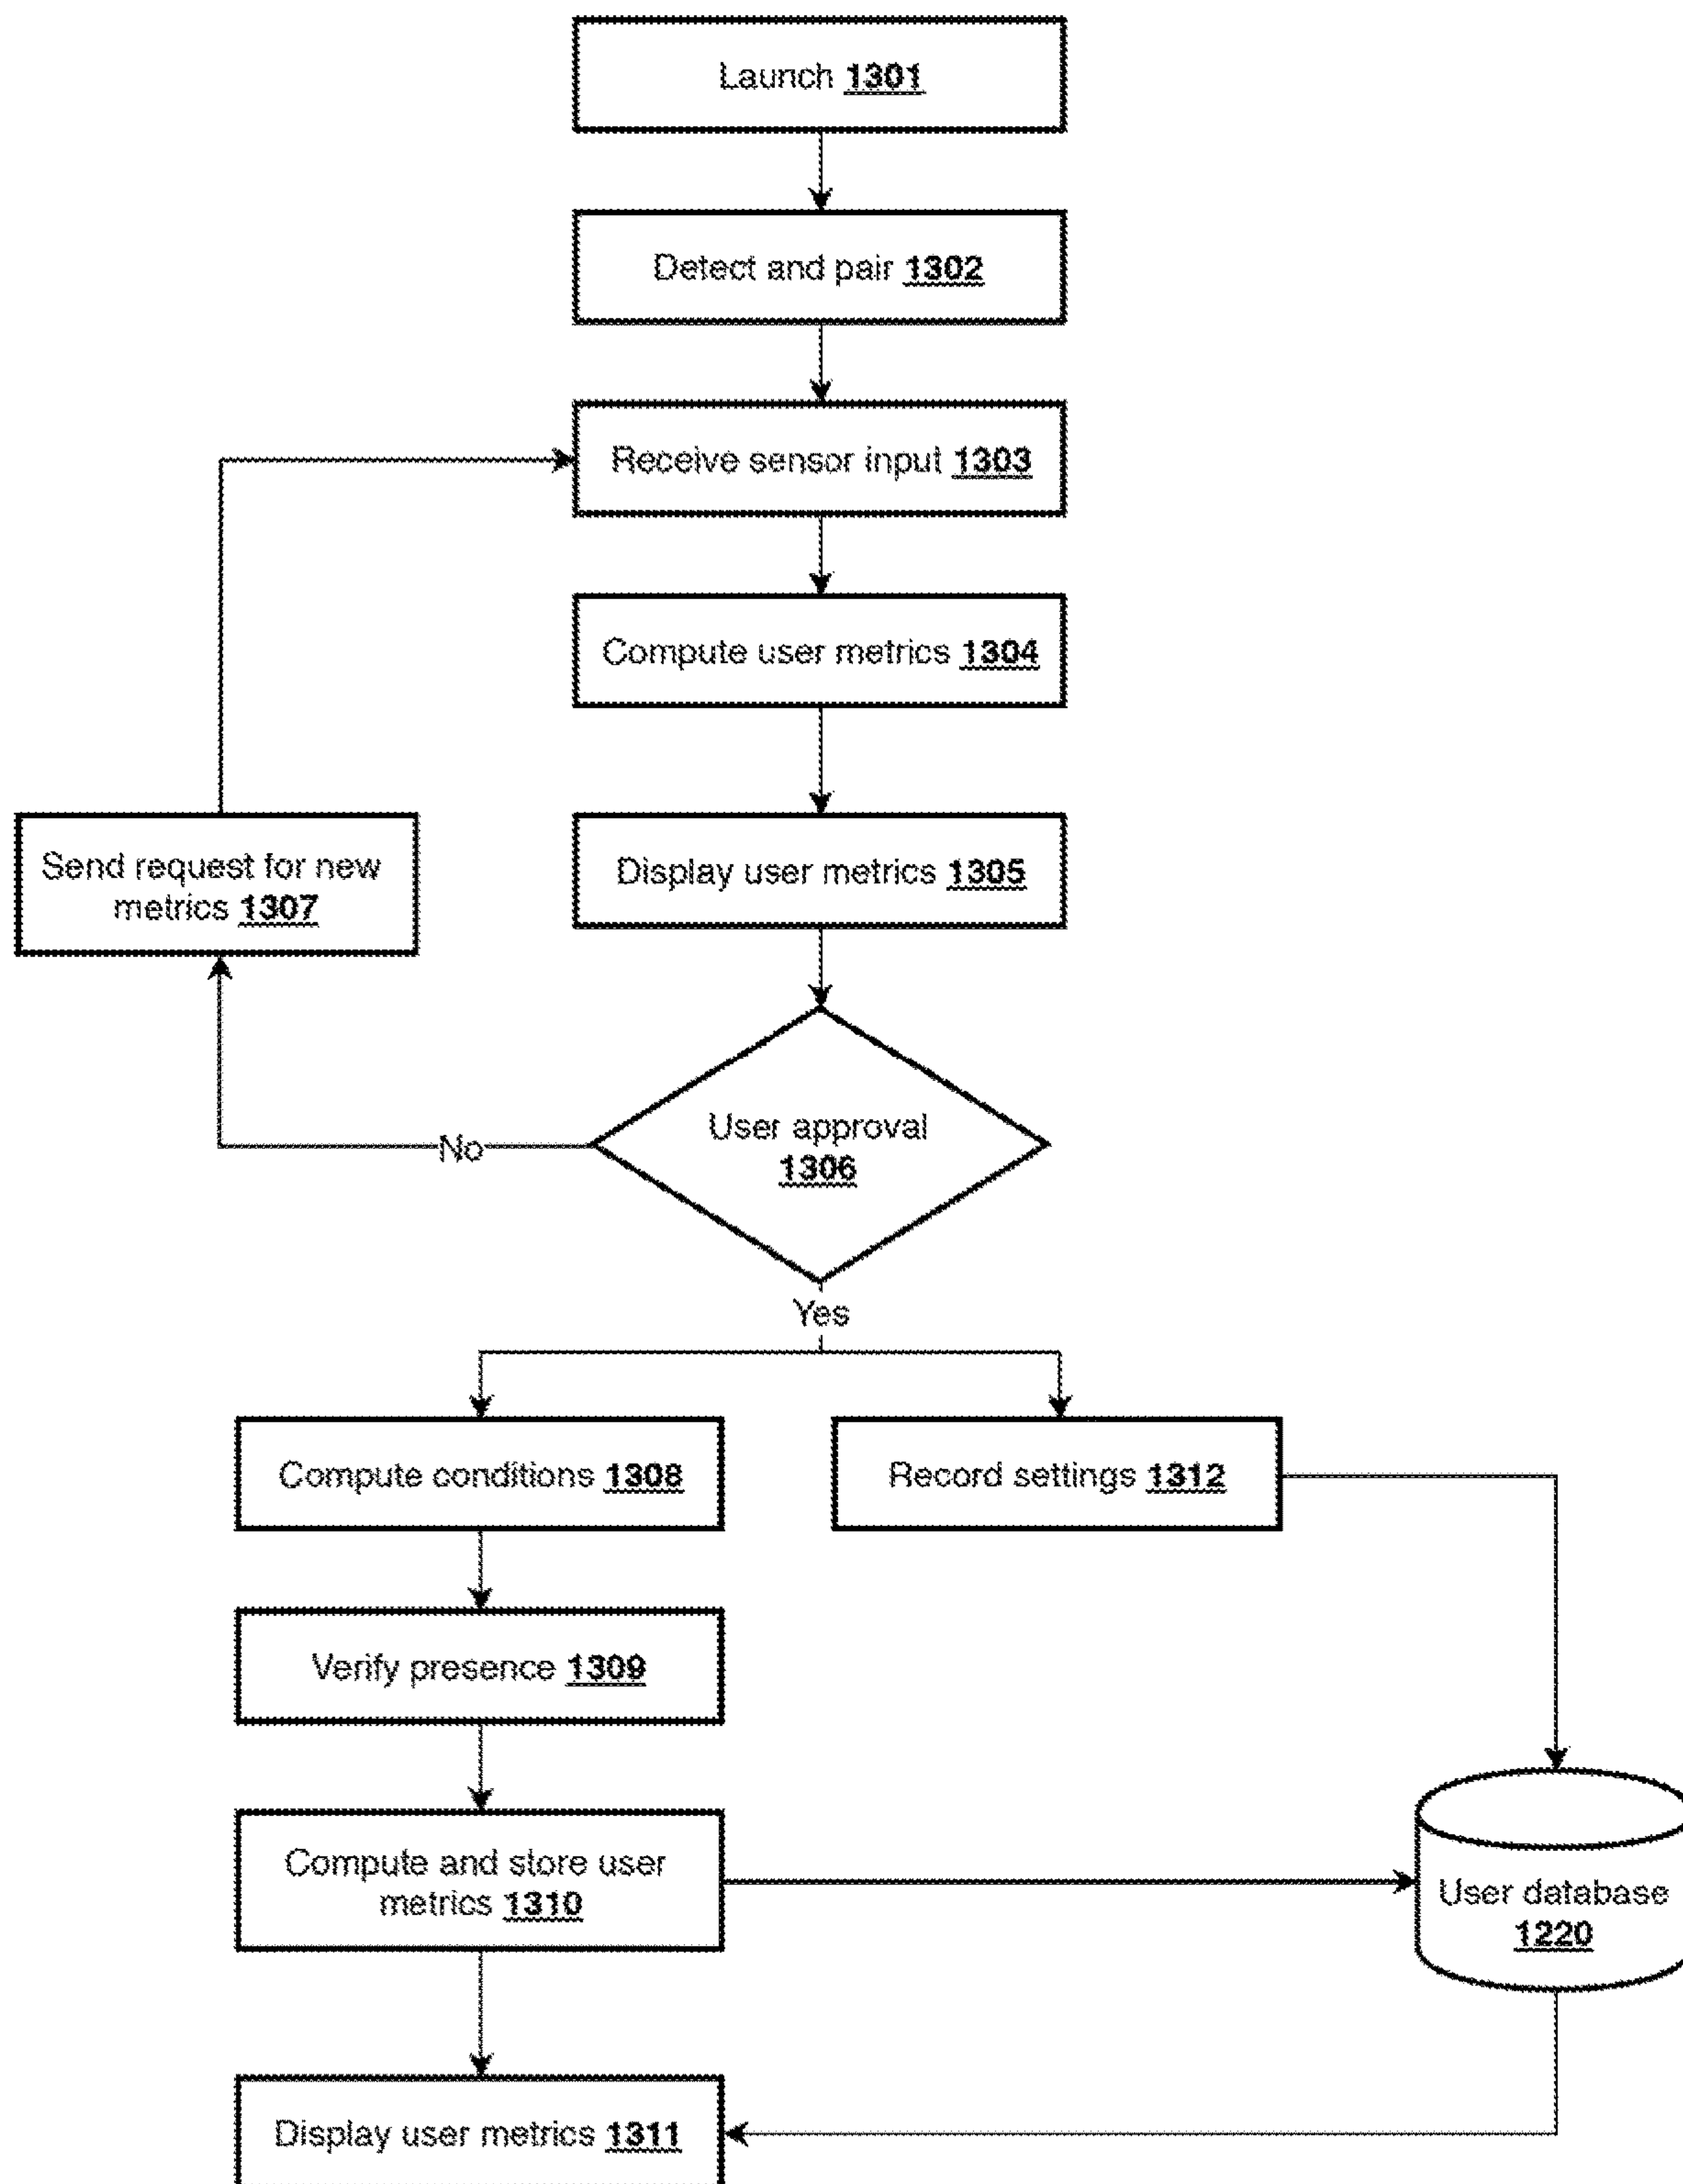 Launch 1301
Detect and pair 1302
Receive sensor input 1303
Compute user metrics 1304
Send request for new
metrics 1307
Display user metrics 1305
User approval
1306
No
Yes
Compute conditions 1308
Record settings 1312
Verify presence 1309
Compute and store user
metrics 1310
User database
1220
Display user metrics 1311